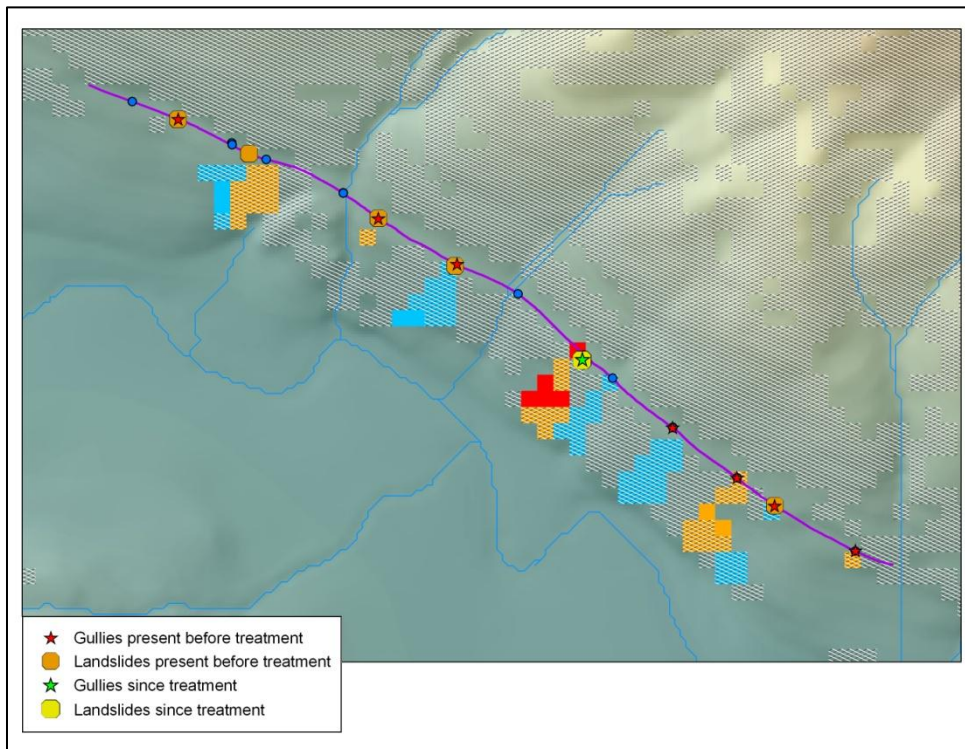 Gullies present before treatment
Landslides present before treatment
Gullies since treatment
Landslides since treatment